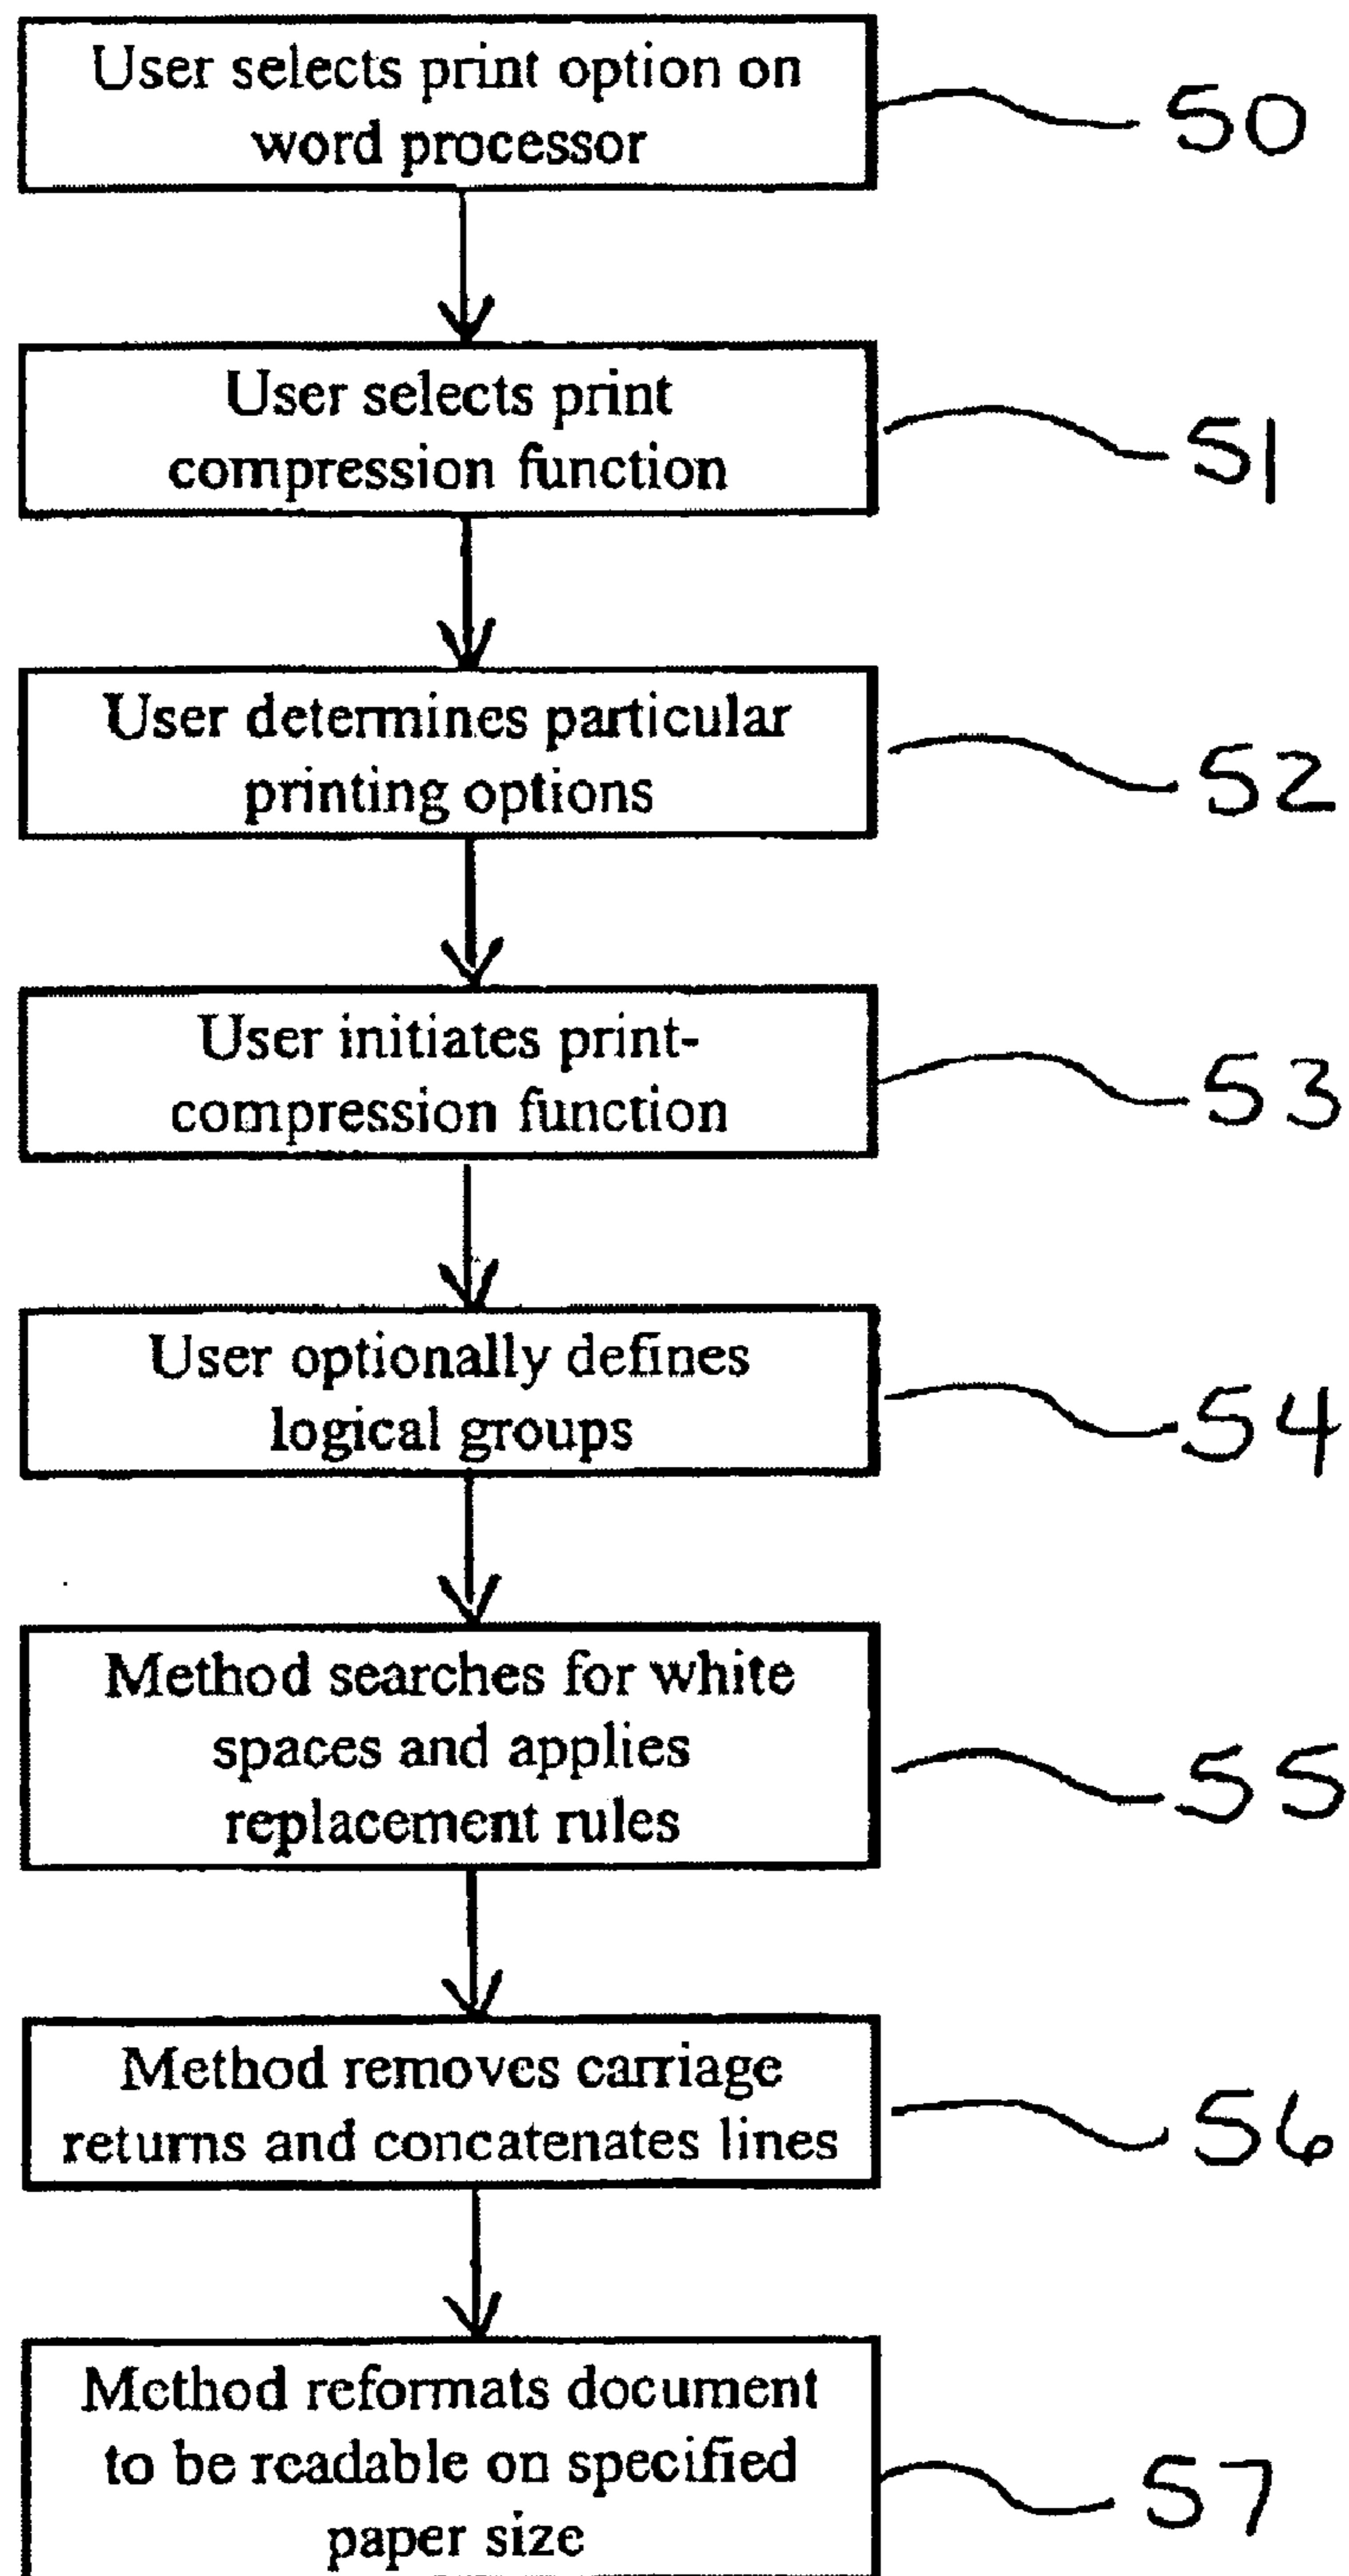 User selects print option on
word processor
50
User selects print
compression function
51
User determines particular
printing options
52
User initiates print-
compression function
53
User optionally defines
logical groups
54
Method searches for white
spaces and applies
replacement rules
55
Method removes carriage
returns and concatenates lines
56
Method reformats document
to be readable on specified
paper size
57